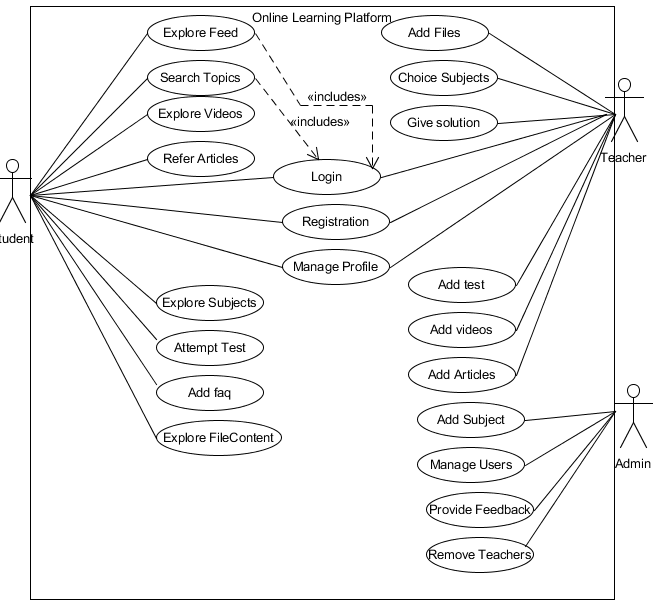 Online Learning Platform
Explore Feed
Add Files
Search Topics
Choice Subjects
«includes»
Explore Videos
«includes»
Give solution
Refer Articles
Teacher
Login
Registration
tudent
Manage Profile
Add test
Explore Subjects
Add videos
Attempt Test
Add Articles
Add faq
Add Subject
Explore FileContent
Manage Users
Admin
Provide Feedback
Remove Teachers